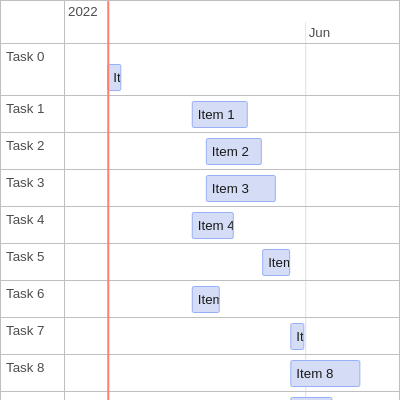 2022
Jun
Task 0
It
Task 1
Item 1
Task 2
Item 2
Task 3
Item 3
Task 4
Item 4
Task 5
Iten
Task 6
Iten
Task 7
It
Task 8
Item 8